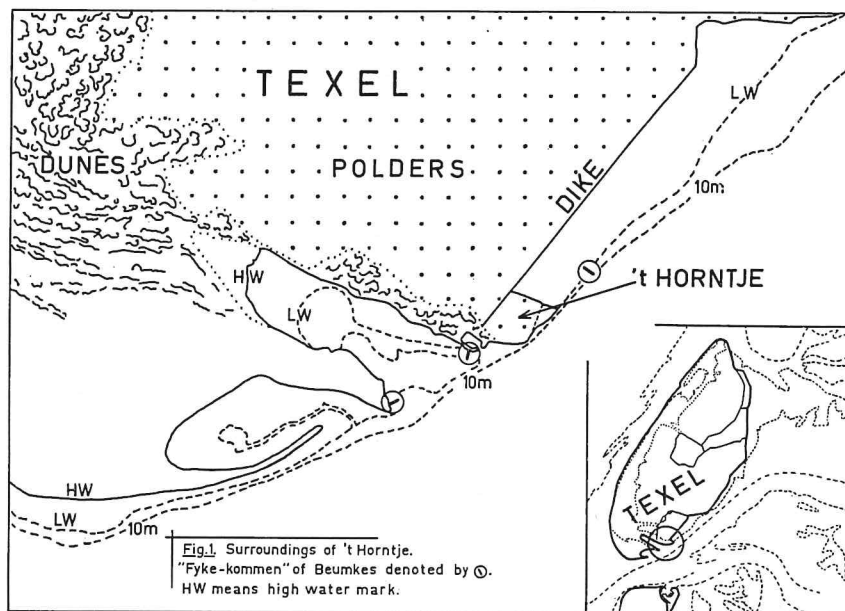 TEXEL
LW
DUNES
POLDERS
DIKE
10m
HW
't HORNTJE
LW
10m
TEXEL
HW
LW
10m
Fig.1. Surroundings of 't Horntje.
"Fyke-kommen" of Beumkes denoted by .
HW means high water mark.